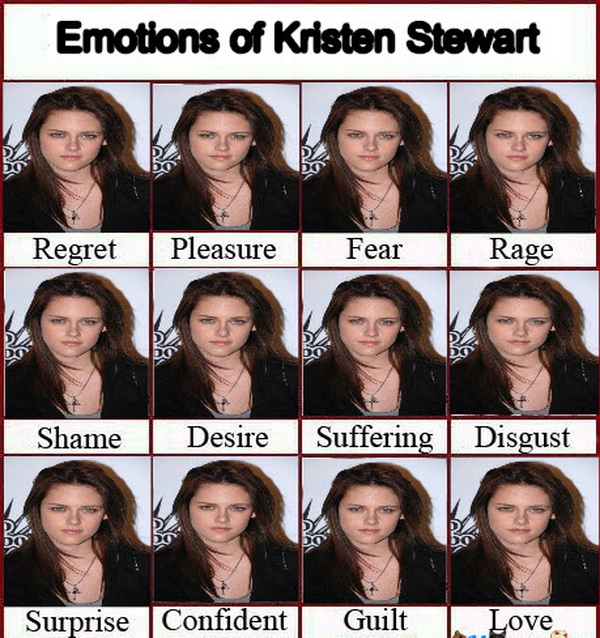 Emotions of Kristen Stewart
Regret Pleasure Fear Rage
Shame Desire Suffering Disgust
Surprise Confident Guilt Love